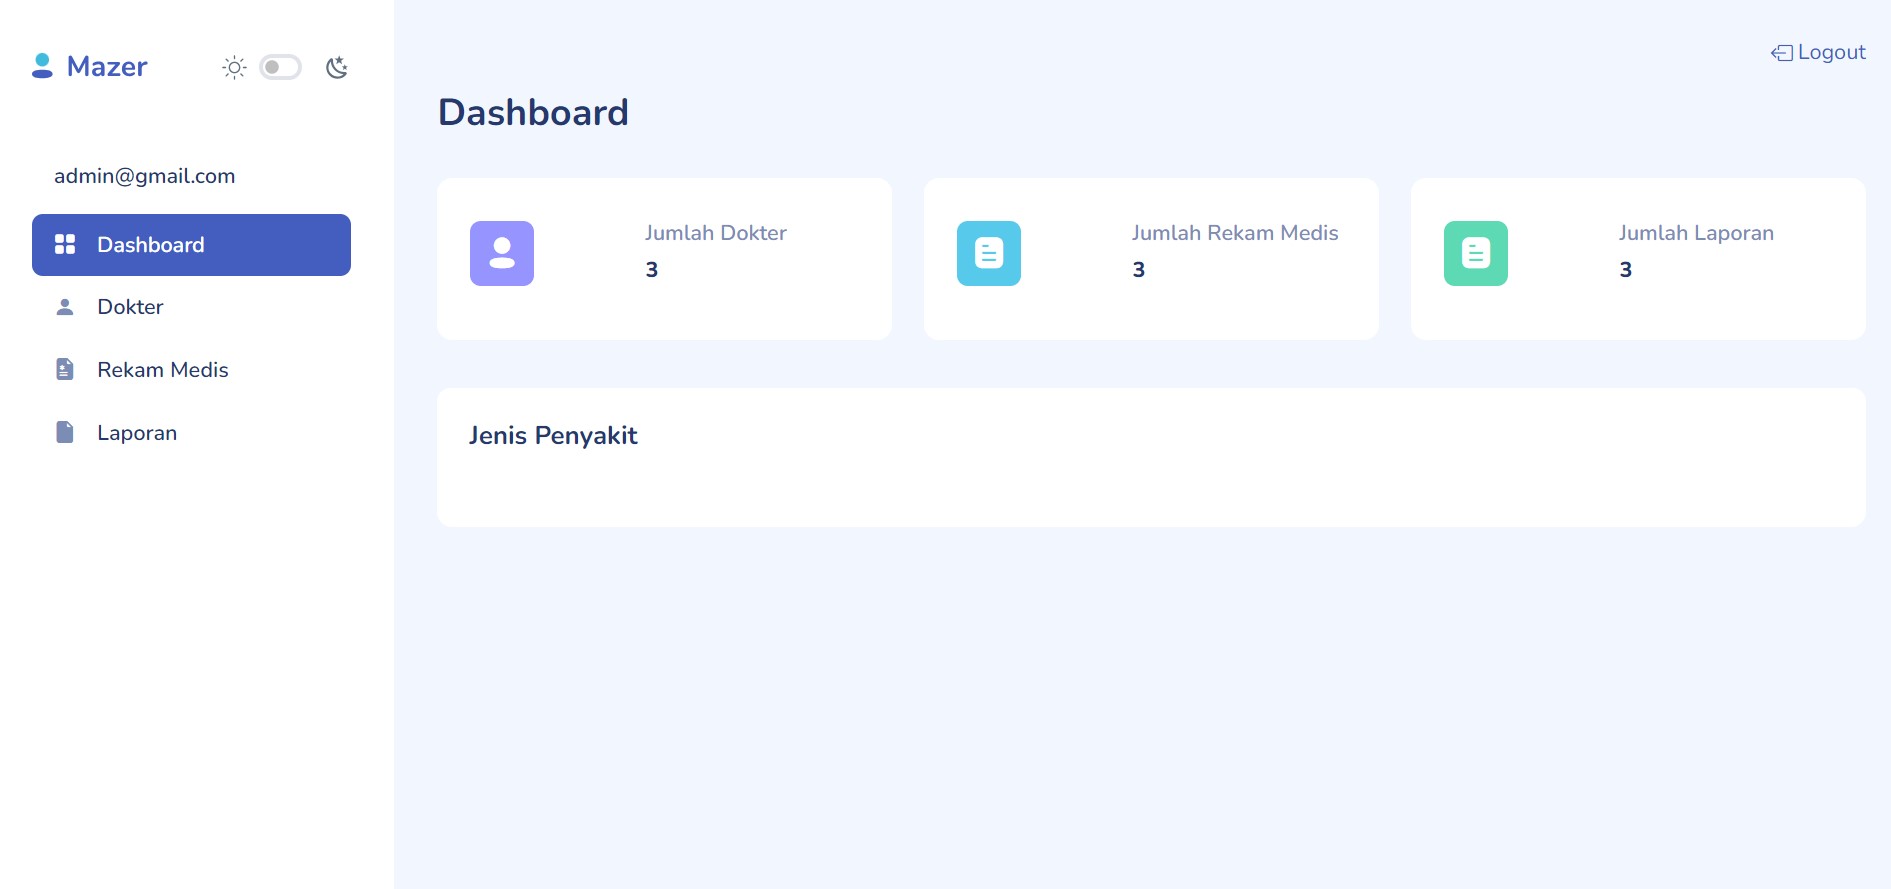 Mazer
Logout
Dashboard
admin@gmail.com
Dashboard
Dokter
Rekam Medis
Laporan
Jumlah Dokter
3
Jumlah Rekam Medis
3
Jumlah Laporan
3
Jenis Penyakit